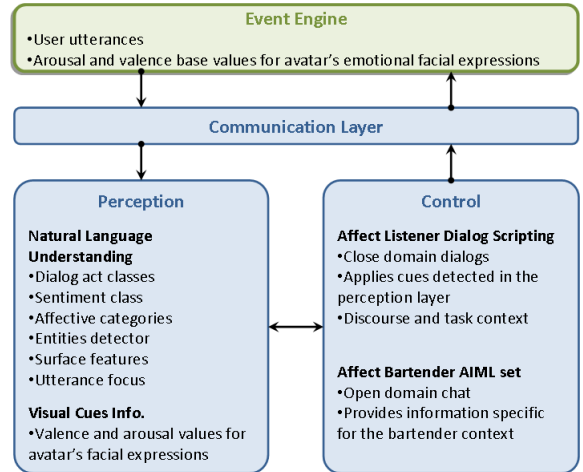 Event Engine
•User utterances
•Arousal and valence base values for avatar's emotional facial expressions
Communication Layer
Perception
Natural Language
Understanding
•Dialog act classes
•Sentiment class
•Affective categories
•Entities detector
•Surface features
•Utterance focus
Visual Cues Info.
•Valence and arousal values for
avatar's facial expressions
Control
Affect Listener Dialog Scripting
•Close domain dialogs
•Applies cues detected in the
perception layer
•Discourse and task context
Affect Bartender AIML set
•Open domain chat
•Provides information specific
for the bartender context